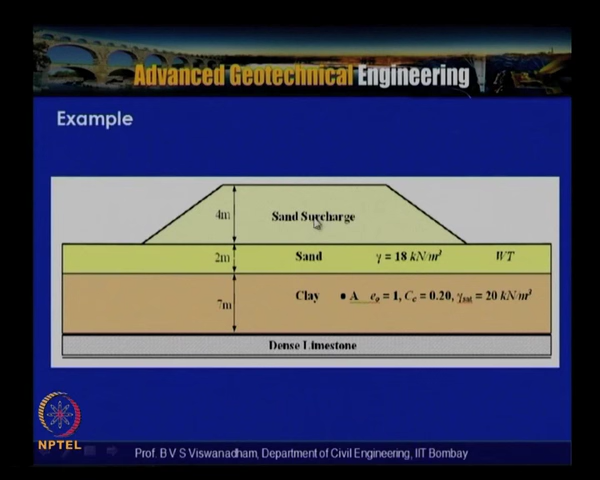 Advanced Geotechnical Engineering
Example
4m
Sand Surcharge
2m Sand γ = 18 kN/m³ WT
7m
Clay • A e₀ = 1, C꜀ = 0.20, γsat = 20 kN/m³
Dense Limestone
NPTEL
Prof. B V S Viswanadham, Department of Civil Engineering, IIT Bombay